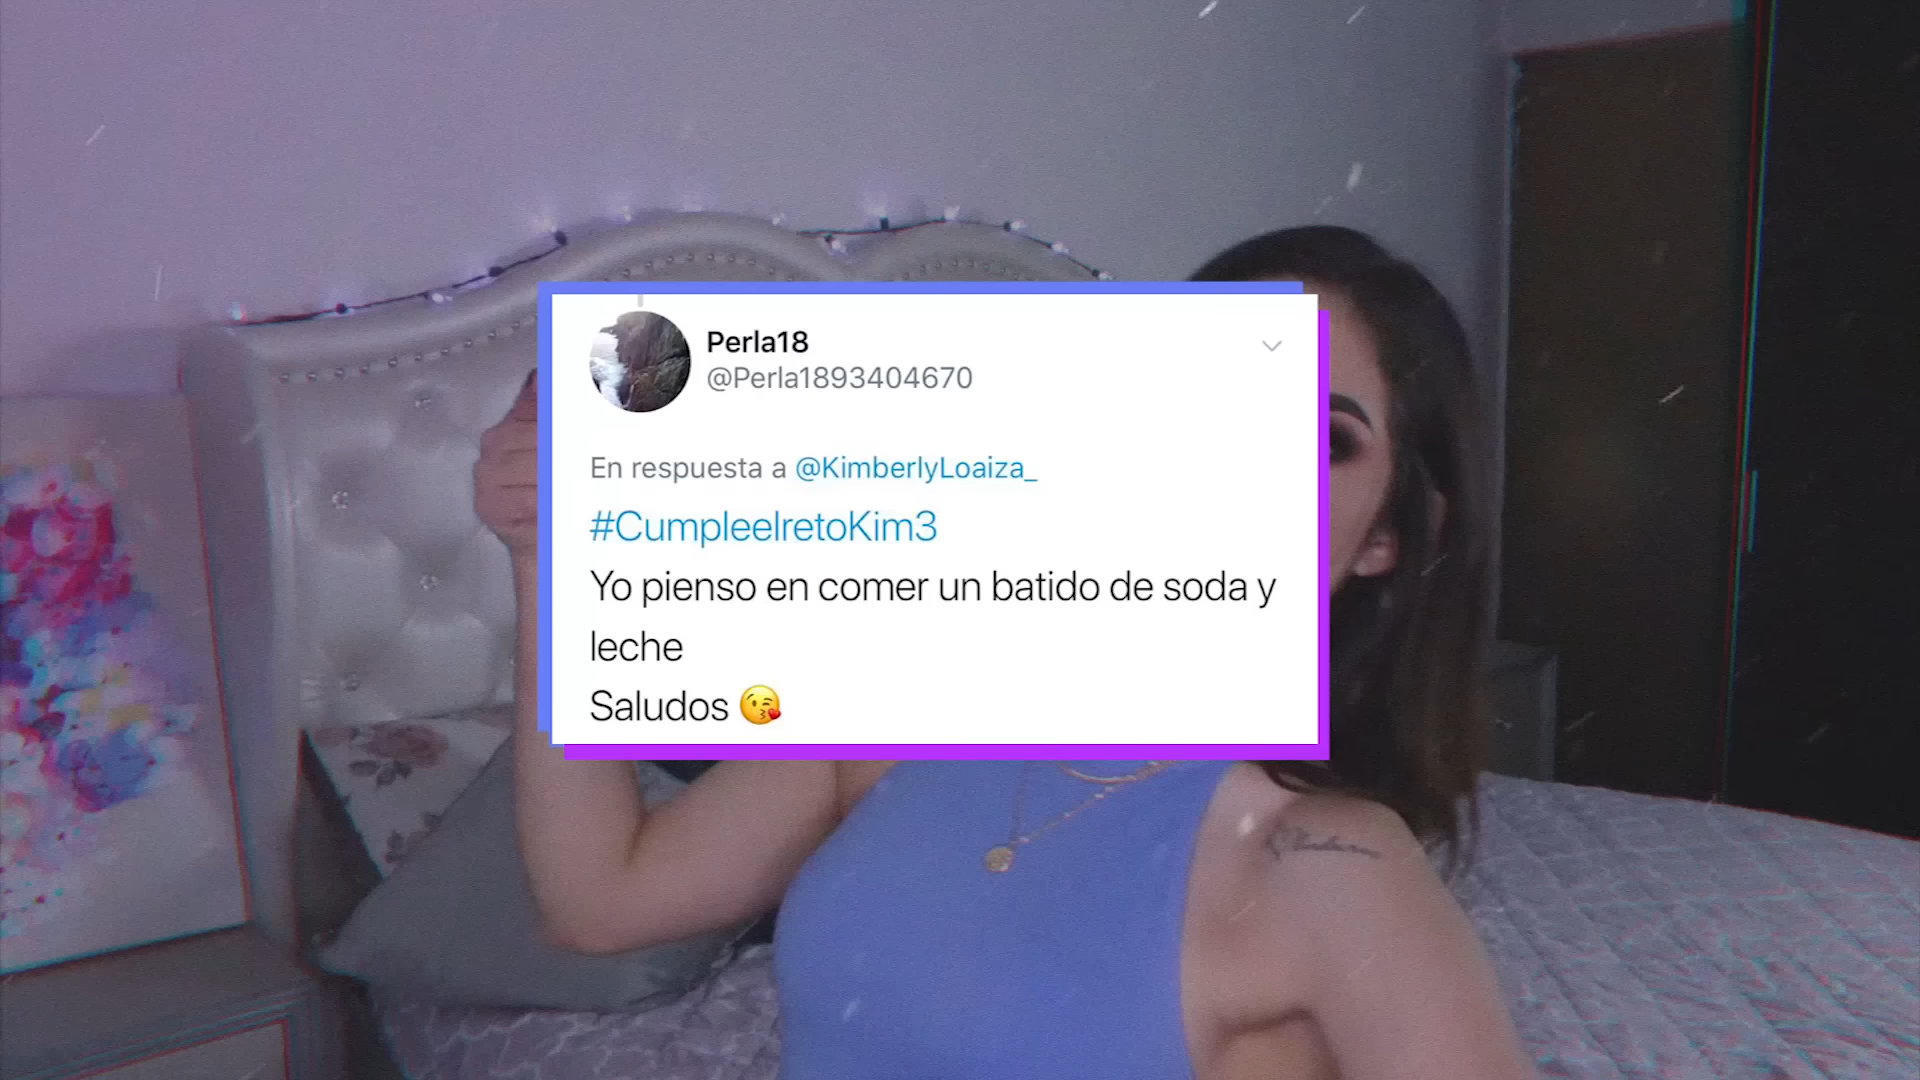 Perla18
@Perla1893404670
En respuesta a @KimberlyLoaiza_
#CumpleelretoKim3
Yo pienso en comer un batido de soda y
leche
Saludos 😘